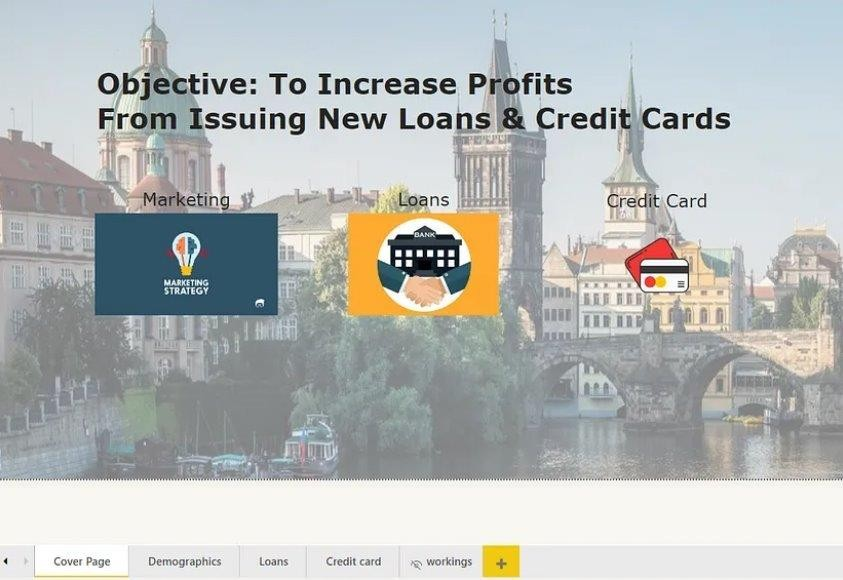 Objective: To Increase Profits
From Issuing New Loans & Credit Cards
Marketing
Loans
Credit Card
MARKETING
STRATEGY
BANK
Cover Page
Demographics
Loans
Credit card
workings
+